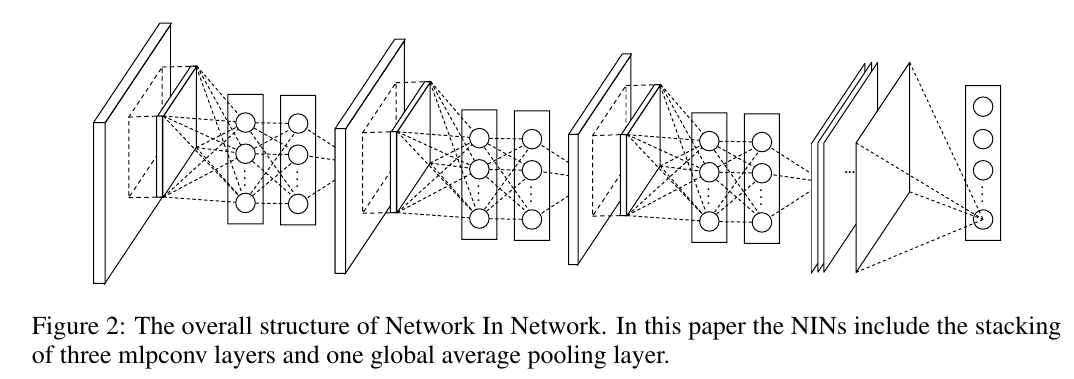 ...
Figure 2: The overall structure of Network In Network. In this paper the NINs include the stacking
of three mlpconv layers and one global average pooling layer.